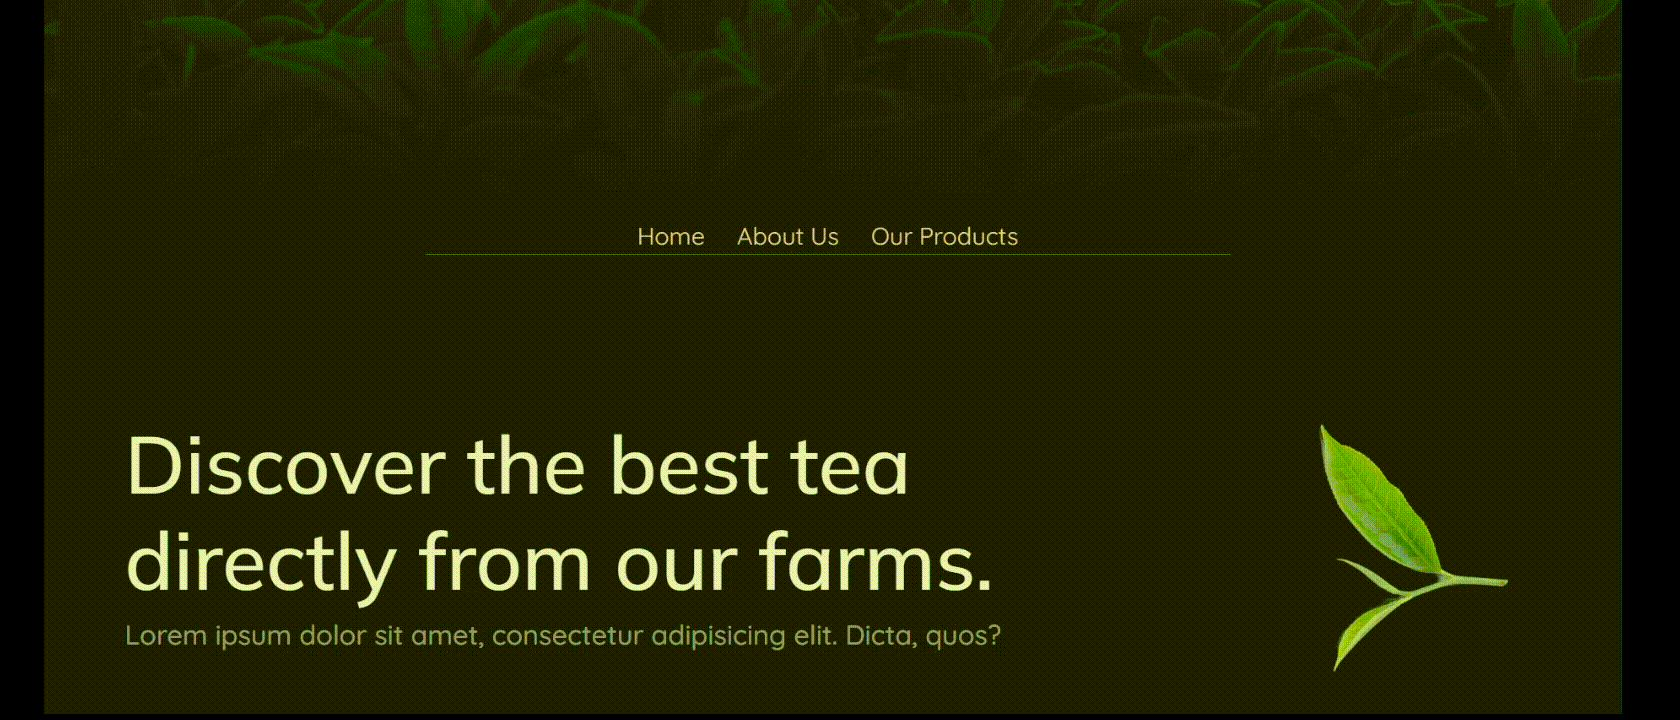 Home About Us Our Products
Discover the best tea
directly from our farms.
Lorem ipsum dolor sit amet, consectetur adipisicing elit. Dicta, quos?